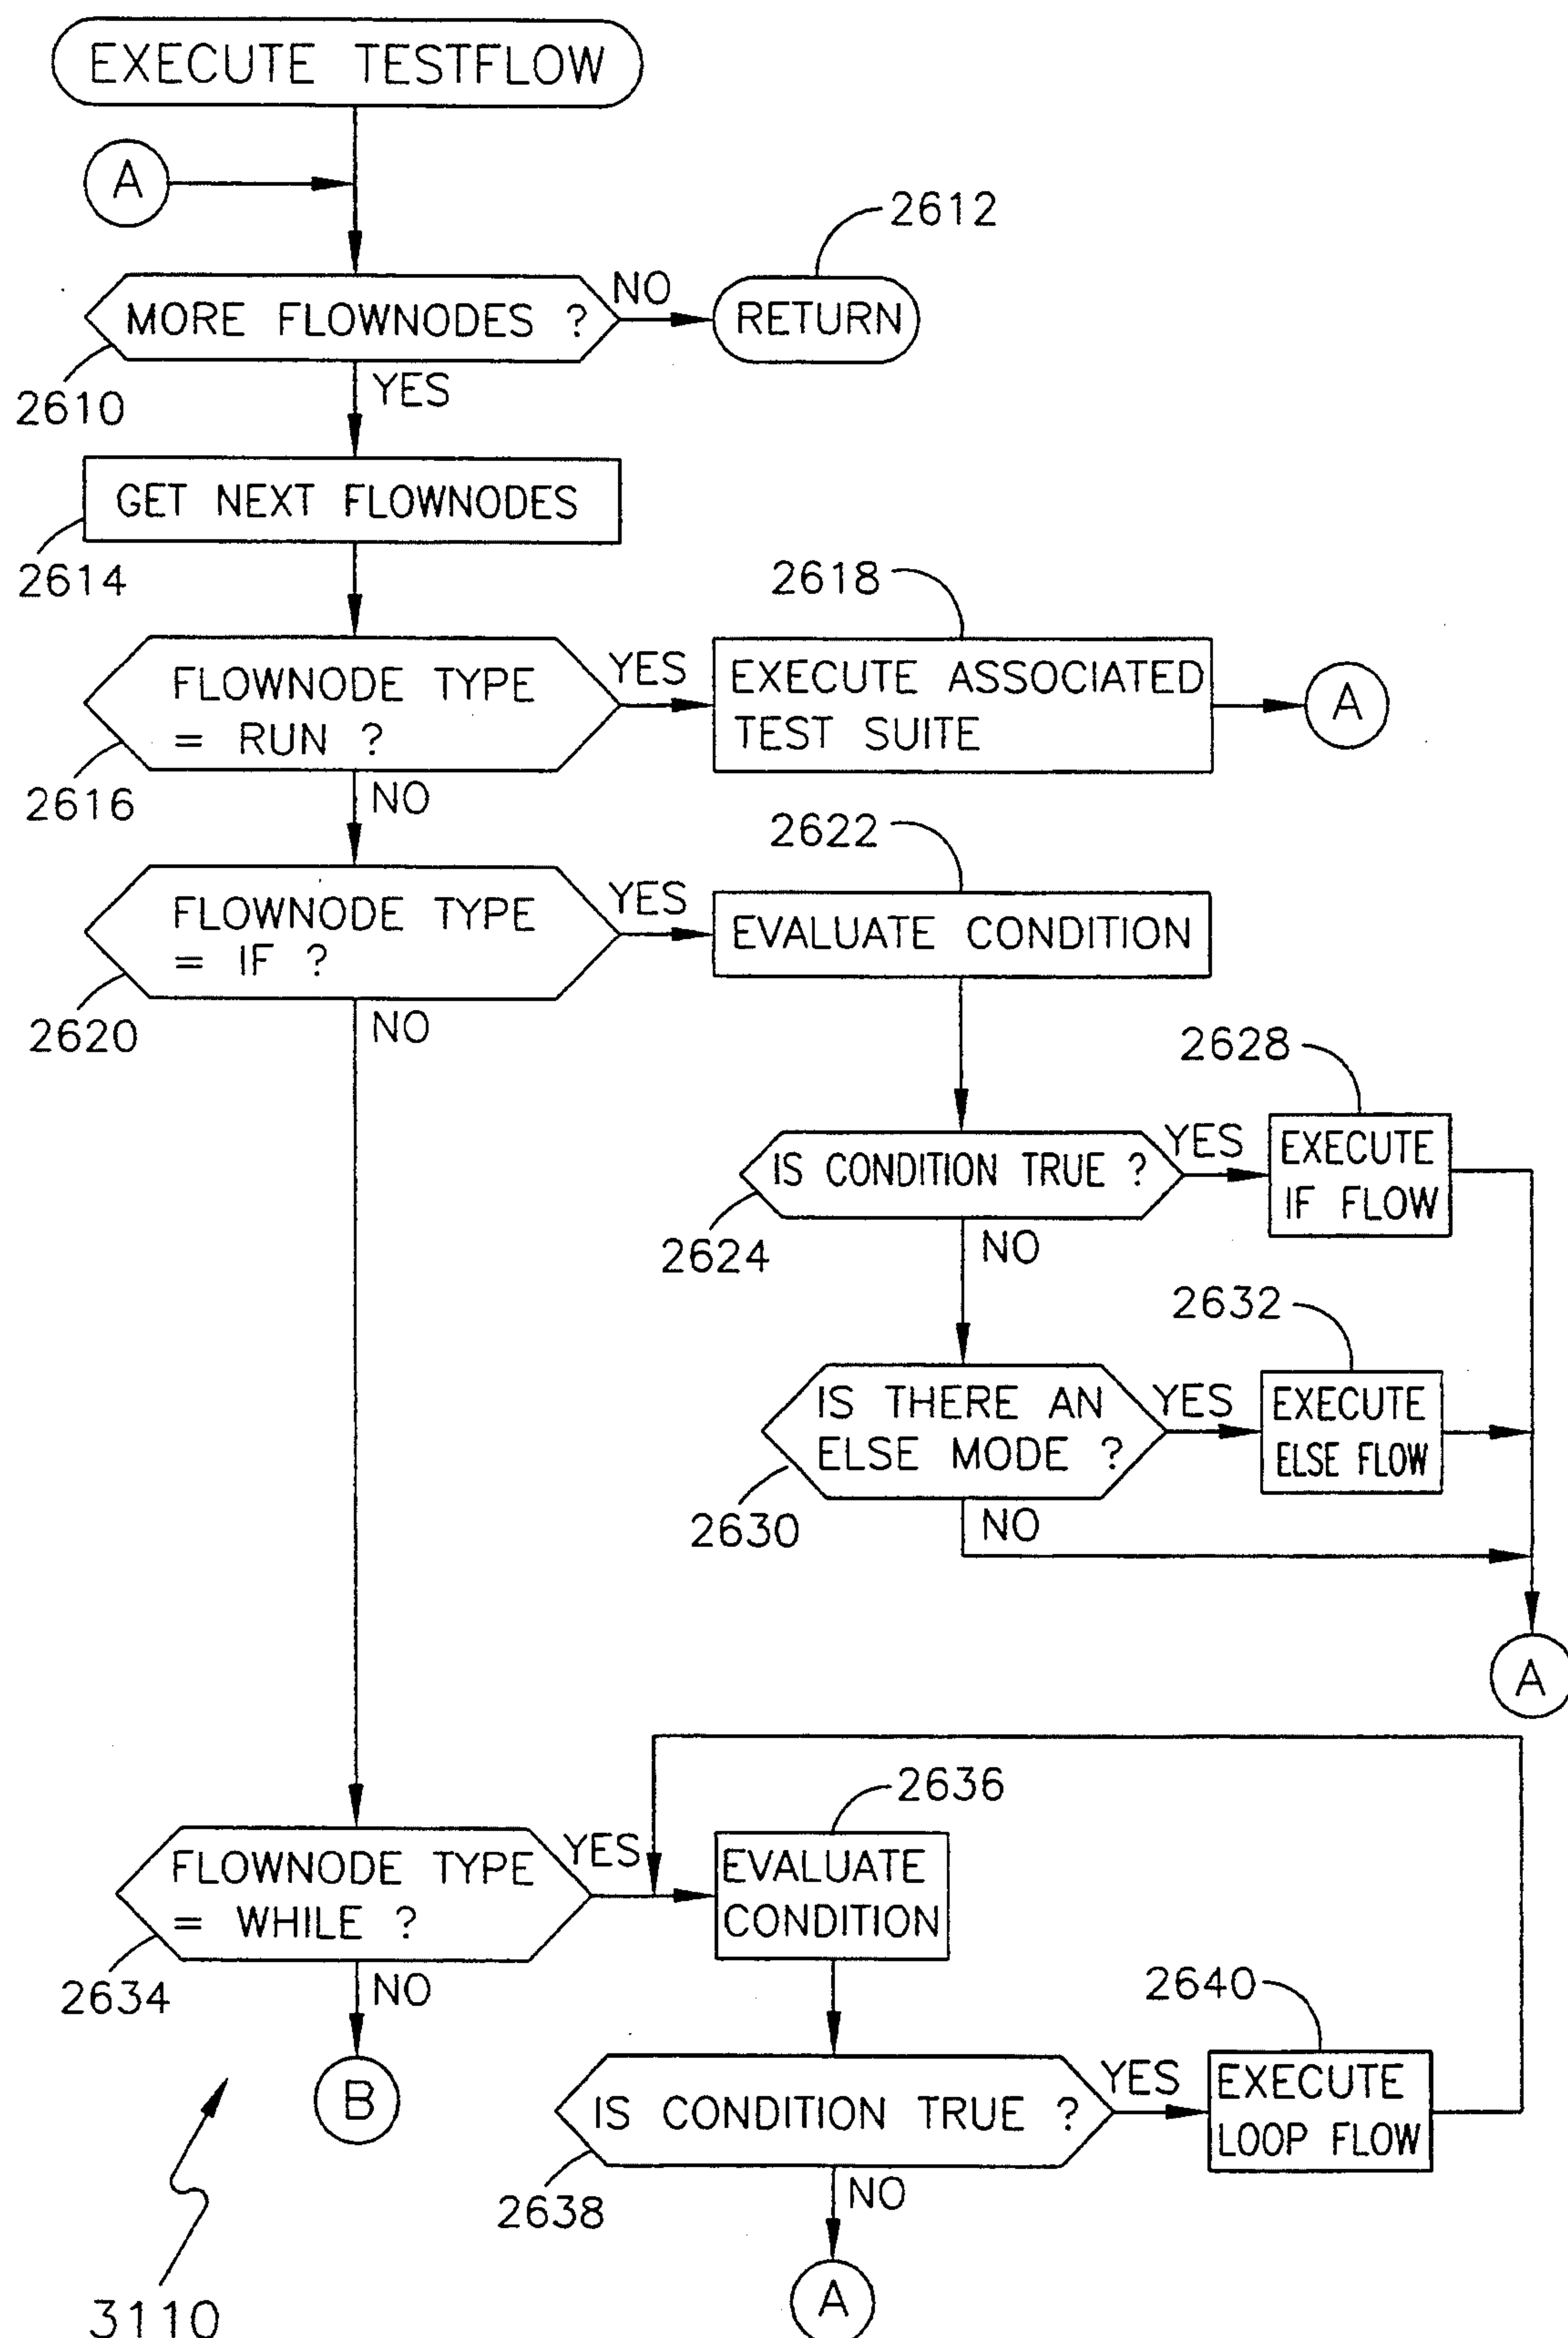 EXECUTE TESTFLOW
A
2612
MORE FLOWNODES ?
NO
RETURN
2610
YES
GET NEXT FLOWNODES
2614
2618
FLOWNODE TYPE
= RUN ?
YES
EXECUTE ASSOCIATED
TEST SUITE
A
2616
NO
2622
FLOWNODE TYPE
= IF ?
YES
EVALUATE CONDITION
2620
NO
2628
IS CONDITION TRUE ?
YES
EXECUTE
IF FLOW
2624
NO
2632
IS THERE AN
ELSE MODE ?
YES
EXECUTE
ELSE FLOW
2630
NO
A
2636
FLOWNODE TYPE
= WHILE ?
YES
EVALUATE
CONDITION
2634
NO
2640
B
IS CONDITION TRUE ?
YES
EXECUTE
LOOP FLOW
2638
NO
A
3110